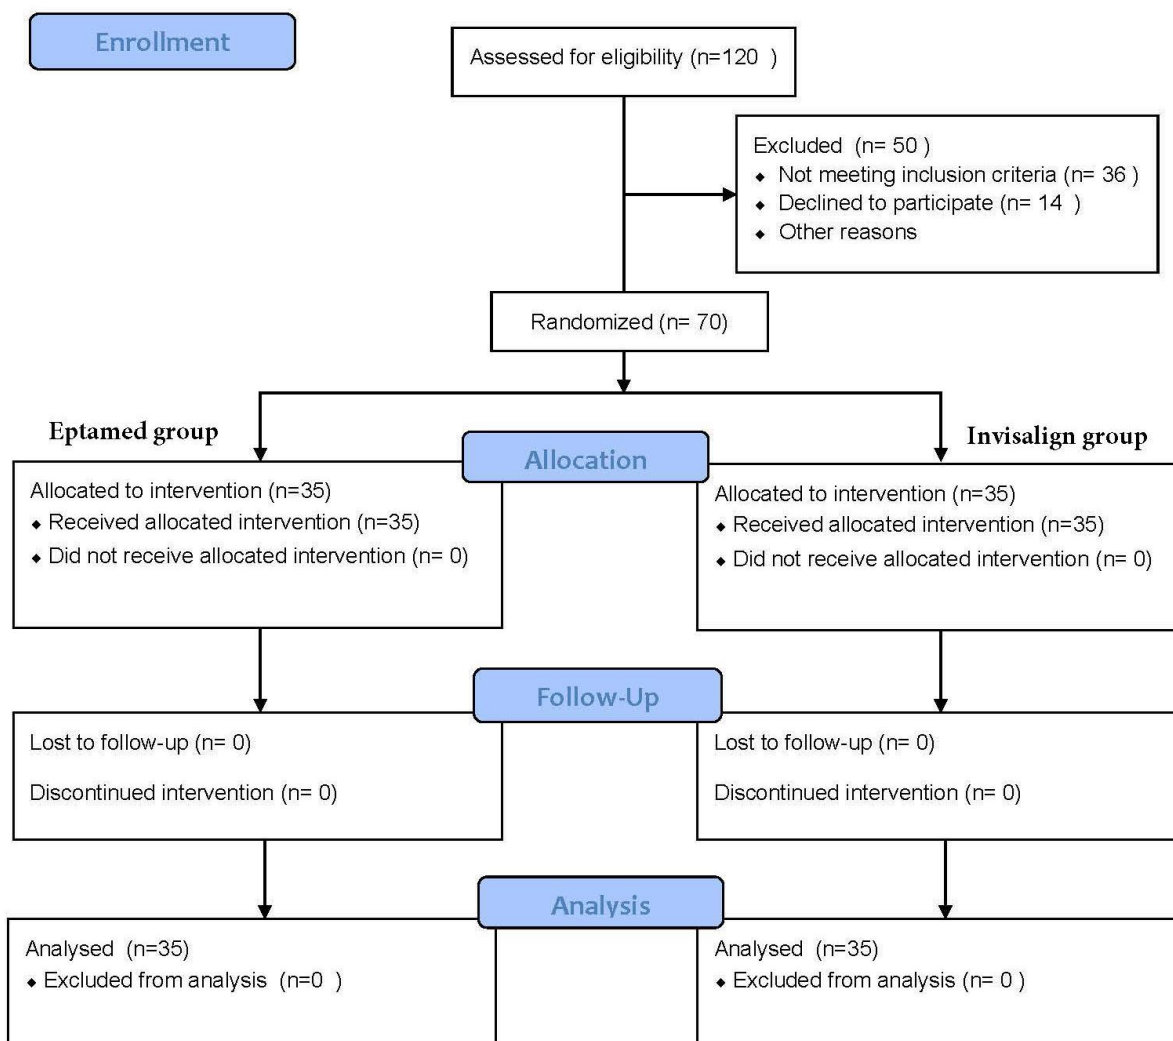 Enrollment
Assessed for eligibility (n=120 )
Excluded (n= 50 )
⬥ Not meeting inclusion criteria (n= 36 )
⬥ Declined to participate (n= 14 )
⬥ Other reasons
Randomized (n= 70)
Eptamed group
Invisalign group
Allocation
Allocated to intervention (n=35)
⬥ Received allocated intervention (n=35)
⬥ Did not receive allocated intervention (n= 0)
Allocated to intervention (n=35)
⬥ Received allocated intervention (n=35)
⬥ Did not receive allocated intervention (n= 0)
Follow-Up
Lost to follow-up (n= 0)
Discontinued intervention (n= 0)
Lost to follow-up (n= 0)
Discontinued intervention (n= 0)
Analysis
Analysed (n=35)
⬥ Excluded from analysis (n=0 )
Analysed (n=35)
⬥ Excluded from analysis (n= 0 )